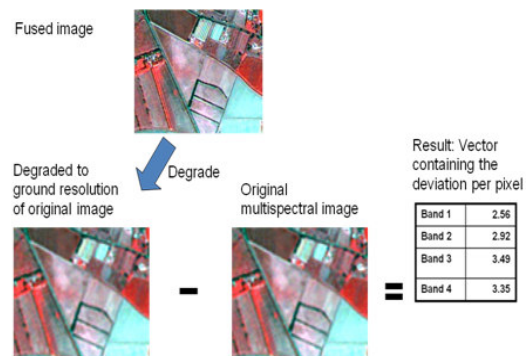 Fused image
Degrade
Degraded to
ground resolution
of original image
Original
multispectral image
Result: Vector
containing the
deviation per pixel
Band 1 2.56
Band 2 2.92
Band 3 3.49
Band 4 3.35